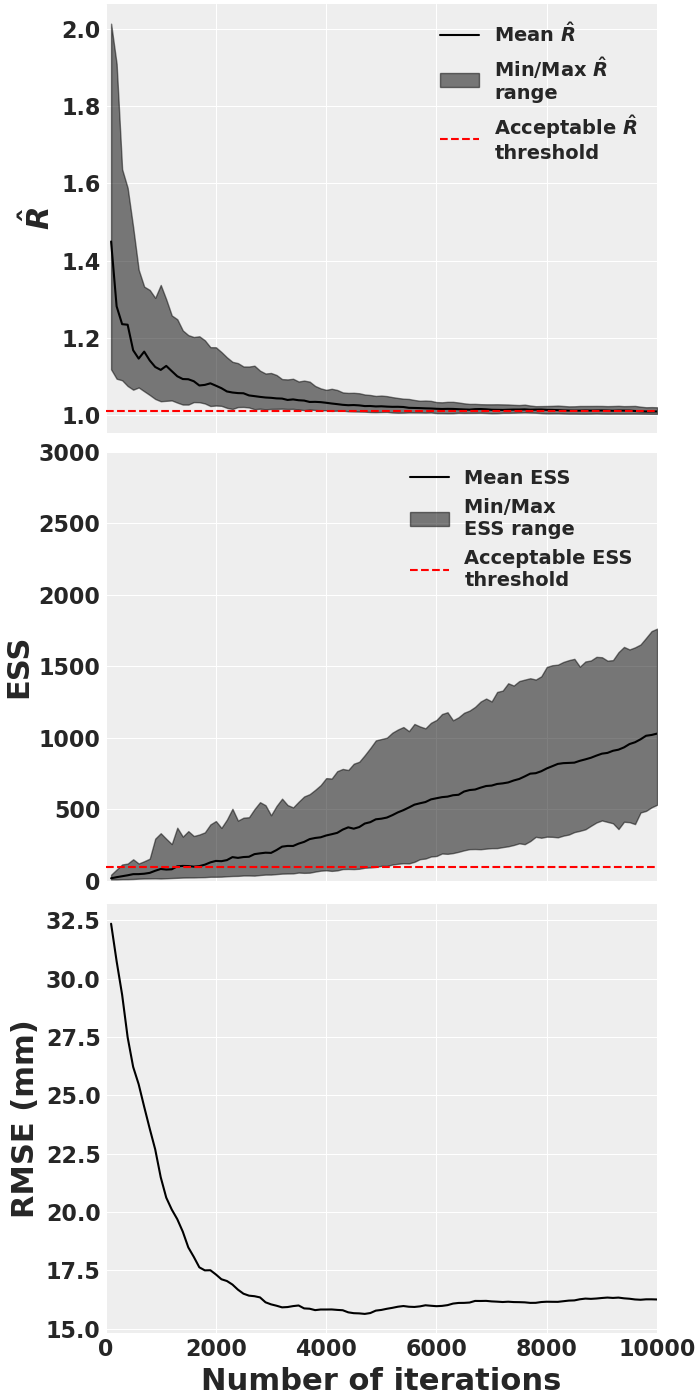 2.0
1.8
1.6
1.4
1.2
1.0
R̂
Mean R̂
Min/Max R̂
range
Acceptable R̂
threshold
3000
2500
2000
1500
1000
500
0
ESS
Mean ESS
Min/Max
ESS range
Acceptable ESS
threshold
32.5
30.0
27.5
25.0
22.5
20.0
17.5
15.0
RMSE (mm)
0 2000 4000 6000 8000 10000
Number of iterations